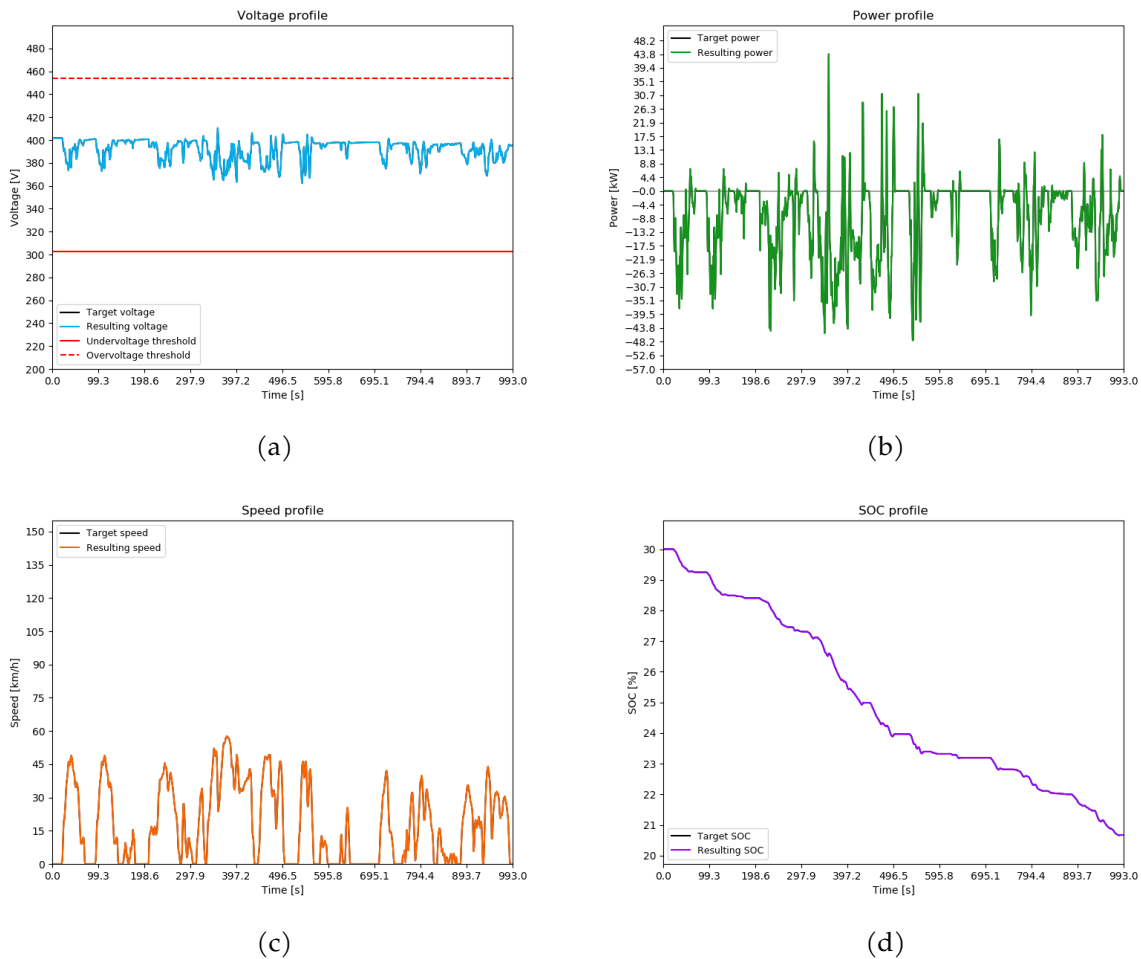 Voltage profile
480
460
440
420
400
380
360
340
320
300
280
260
240
220
200
Voltage [V]
Target voltage
Resulting voltage
Undervoltage threshold
Overvoltage threshold
0.0 99.3 198.6 297.9 397.2 496.5 595.8 695.1 794.4 893.7 993.0
Time [s]
(a)
Power profile
48.2
43.8
39.4
35.1
30.7
26.3
21.9
17.5
13.1
8.8
4.4
−0.0
−4.4
−8.8
−13.2
−17.5
−21.9
−26.3
−30.7
−35.1
−39.4
−43.8
−48.2
−52.6
−57.0
Power [kW]
Target power
Resulting power
0.0 99.3 198.6 297.9 397.2 496.5 595.8 695.1 794.4 893.7 993.0
Time [s]
(b)
Speed profile
150
135
120
105
90
75
60
45
30
15
0
Speed [km/h]
Target speed
Resulting speed
0.0 99.3 198.6 297.9 397.2 496.5 595.8 695.1 794.4 893.7 993.0
Time [s]
(c)
SOC profile
30
29
28
27
26
25
24
23
22
21
20
SOC [%]
Target SOC
Resulting SOC
0.0 99.3 198.6 297.9 397.2 496.5 595.8 695.1 794.4 893.7 993.0
Time [s]
(d)